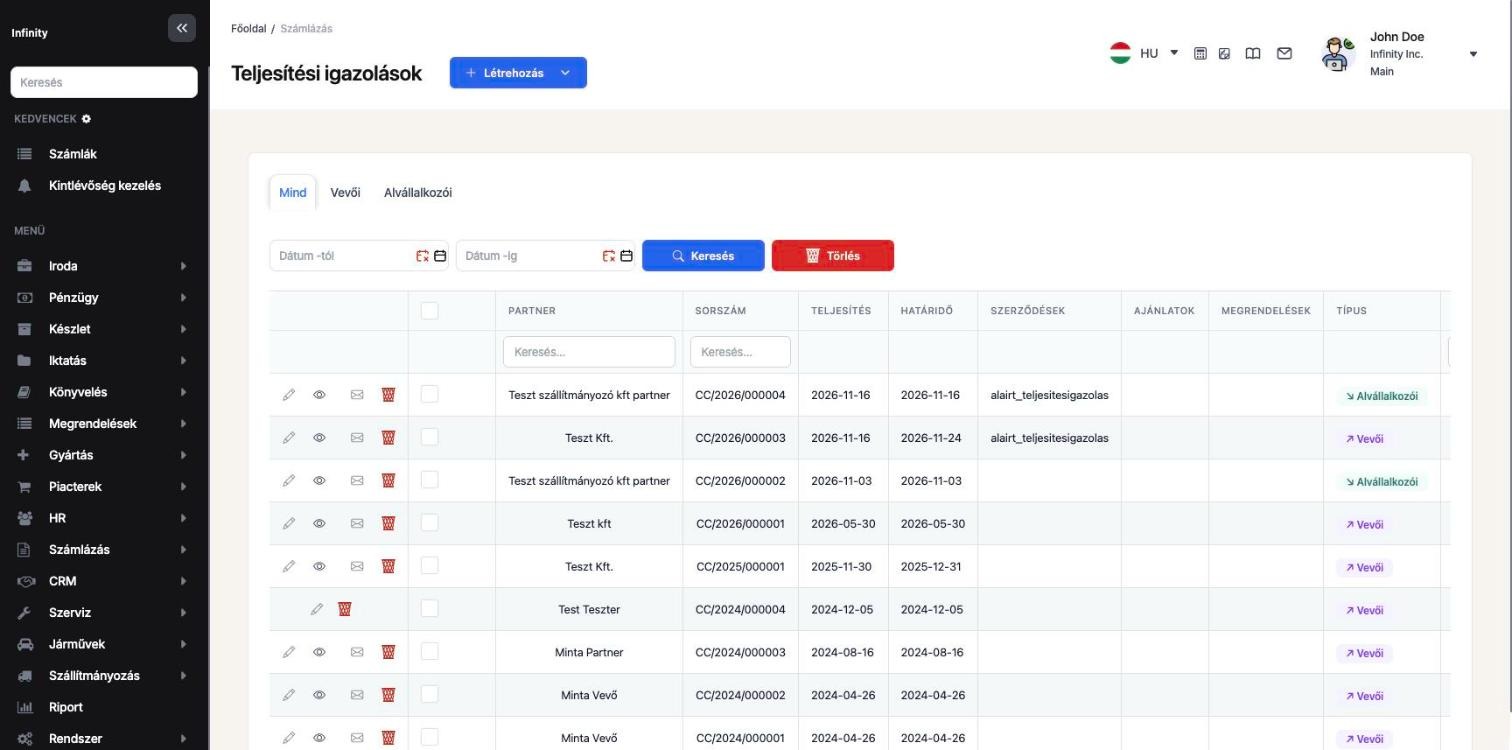 Infinity
Keresés
KEDVENCEK
Számlák
Kintlévőség kezelés
MENÜ
Iroda
Pénzügy
Készlet
Iktatás
Könyvelés
Megrendelések
Gyártás
Piacterek
HR
Számlázás
CRM
Szerviz
Járművek
Szállítmányozás
Riport
Rendszer
Főoldal / Számlázás
Teljesítési igazolások
Létrehozás
HU
John Doe
Infinity Inc.
Main
Mind Vevői Alvállalkozói
Dátum -tól Dátum -ig Keresés Törlés
PARTNER SORSZÁM TELJESÍTÉS HATÁRIDŐ SZERZŐDÉSEK AJÁNLATOK MEGRENDELÉSEK TÍPUS
Keresés... Keresés...
Teszt szállítmányozó kft partner CC/2026/000004 2026-11-16 2026-11-16 alairt_teljesitesigazolas Alvállalkozói
Teszt Kft. CC/2026/000003 2026-11-16 2026-11-24 alairt_teljesitesigazolas Vevői
Teszt szállítmányozó kft partner CC/2026/000002 2026-11-03 2026-11-03 Alvállalkozói
Teszt kft CC/2026/000001 2026-05-30 2026-05-30 Vevői
Teszt Kft. CC/2025/000001 2025-11-30 2025-12-31 Vevői
Test Teszter CC/2024/000004 2024-12-05 2024-12-05 Vevői
Minta Partner CC/2024/000003 2024-08-16 2024-08-16 Vevői
Minta Vevő CC/2024/000002 2024-04-26 2024-04-26 Vevői
Minta Vevő CC/2024/000001 2024-04-26 2024-04-26 Vevői